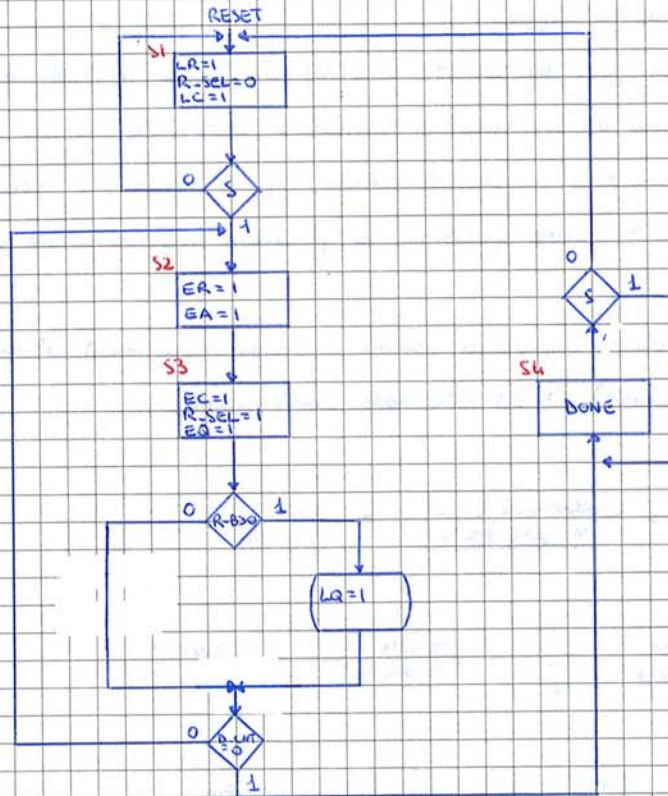 RESET
S1
LR=1
R_SEL=0
LC=1
0
S
1
S2
ER=1
EA=1
S3
EC=1
R_SEL=1
EQ=1
0
R-B≥0
1
LQ=1
0
=0
1
0
S
1
S4
DONE